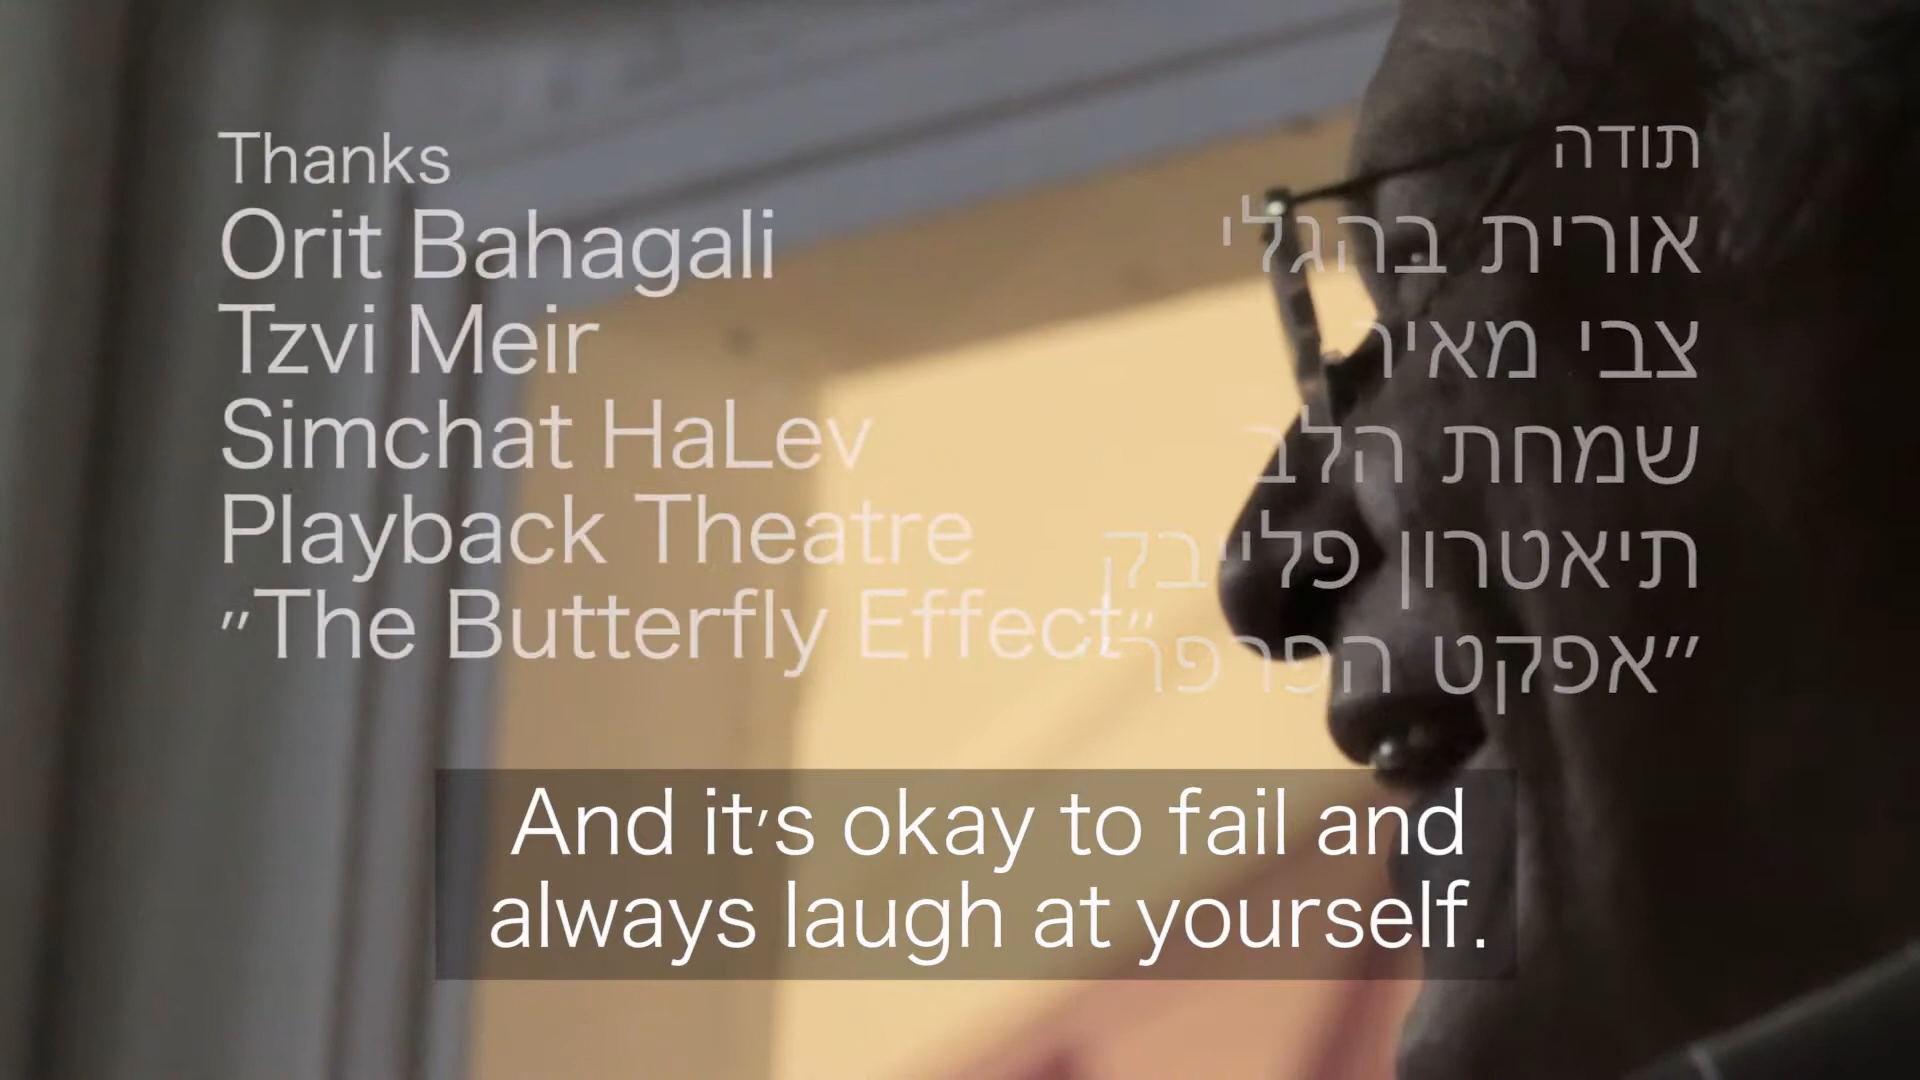 Thanks
Orit Bahagali
Tzvi Meir
Simchat HaLev
Playback Theatre
"The Butterfly Effect"
תודה
אורית בהגלי
צבי מאיר
שמחת הלב
תיאטרון פלייבק
"אפקט הפרפר"
And it's okay to fail and
always laugh at yourself.